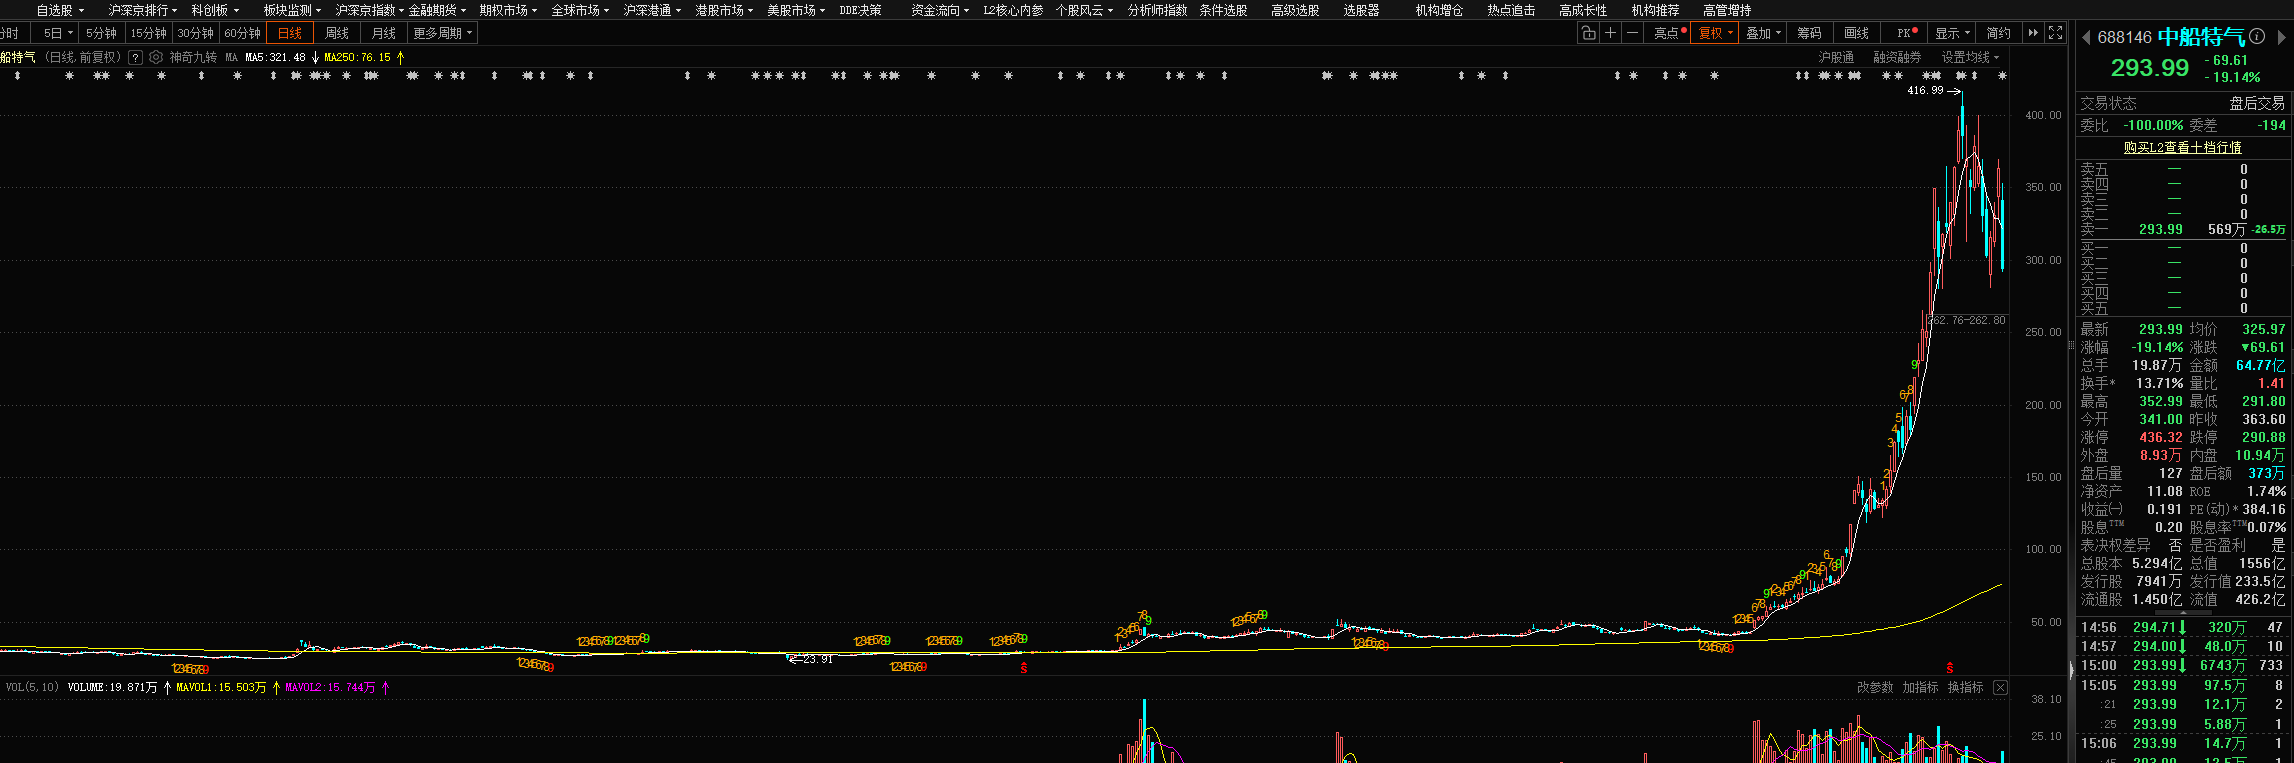 自选股 沪深京排行 科创板 板块监测 沪深京指数 金融期货 期权市场 全球市场 沪深港通 港股市场 美股市场 DDE决策 资金流向 L2核心内参 个股风云 分析师指数 条件选股 高级选股 选股器 机构增仓 热点追击 高成长性 机构推荐 高管增持
分时 5日 5分钟 15分钟 30分钟 60分钟 日线 周线 月线 更多周期 亮点 复权 叠加 筹码 画线 PK 显示 简约
船特气 (日线,前复权) ? 神奇九转 MA MA5:321.48 ↓ MA250:76.15 ↑ 沪股通 融资融券 设置均线
416.99
400.00
350.00
300.00
262.76-262.80
250.00
200.00
150.00
100.00
50.00
23.91
VOL(5,10) VOLUME:19.871万 ↑ MAVOL1:15.503万 ↑ MAVOL2:15.744万 ↑ 改参数 加指标 换指标
38.10
25.10
688146 中船特气
293.99 -69.61
-19.14%
交易状态 盘后交易
委比 -100.00% 委差 -194
购买L2查看十档行情
卖五 — 0
卖四 — 0
卖三 — 0
卖二 — 0
卖一 293.99 569万 -26.5万
买一 — 0
买二 — 0
买三 — 0
买四 — 0
买五 — 0
最新 293.99 均价 325.97
涨幅 -19.14% 涨跌 ▼69.61
总手 19.87万 金额 64.77亿
换手* 13.71% 量比 1.41
最高 352.99 最低 291.80
今开 341.00 昨收 363.60
涨停 436.32 跌停 290.88
外盘 8.93万 内盘 10.94万
盘后量 127 盘后额 373万
净资产 11.08 ROE 1.74%
收益㈠ 0.191 PE(动)* 384.16
股息TTM 0.20 股息率TTM 0.07%
表决权差异 否 是否盈利 是
总股本 5.294亿 总值 1556亿
发行股 7941万 发行值 233.5亿
流通股 1.450亿 流值 426.2亿
14:56 294.71↓ 320万 47
14:57 294.00↓ 48.0万 10
15:00 293.99↓ 6743万 733
15:05 293.99 97.5万 8
:21 293.99 12.1万 2
:25 293.99 5.88万 1
15:06 293.99 14.7万 1